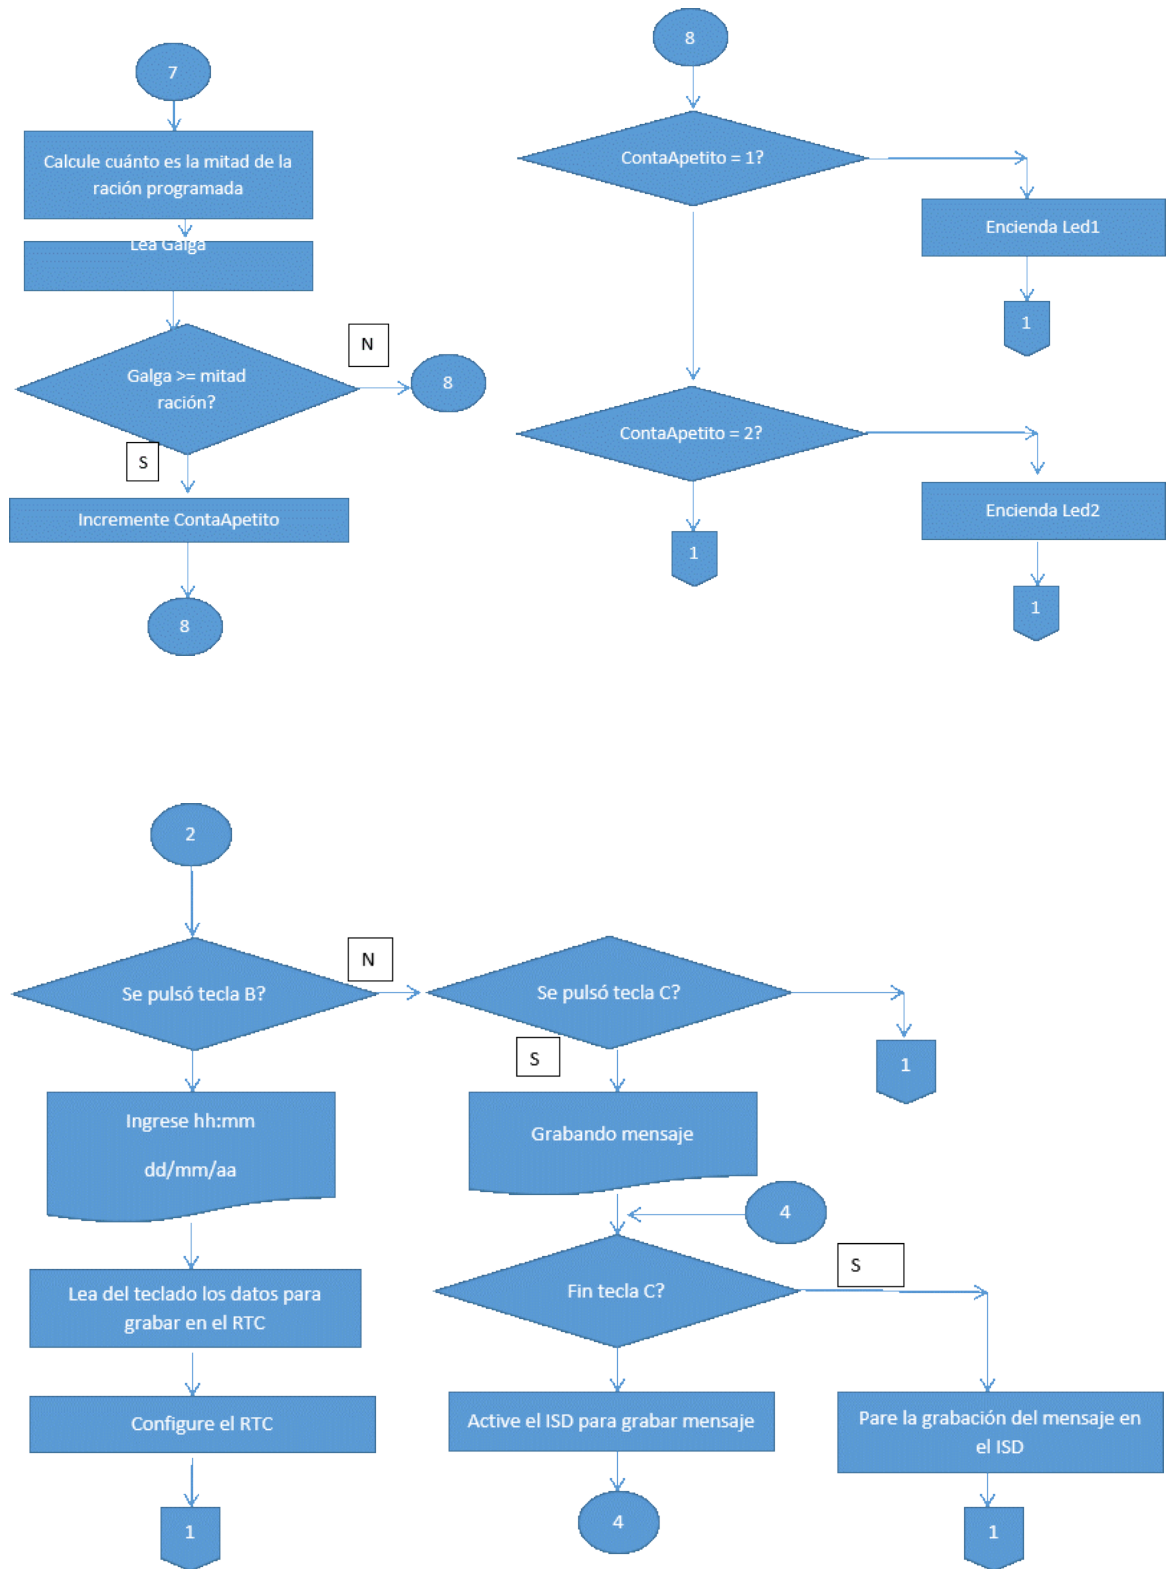 7
Calcule cuánto es la mitad de la
ración programada
Lea Galga
Galga >= mitad
ración?
N
8
S
Incremente ContaApetito
8
8
ContaApetito = 1?
Encienda Led1
1
ContaApetito = 2?
Encienda Led2
1
1
2
Se pulsó tecla B?
N
Se pulsó tecla C?
1
S
Ingrese hh:mm
dd/mm/aa
Grabando mensaje
4
Lea del teclado los datos para
grabar en el RTC
Fin tecla C?
S
Configure el RTC
Active el ISD para grabar mensaje
Pare la grabación del mensaje en
el ISD
1
4
1